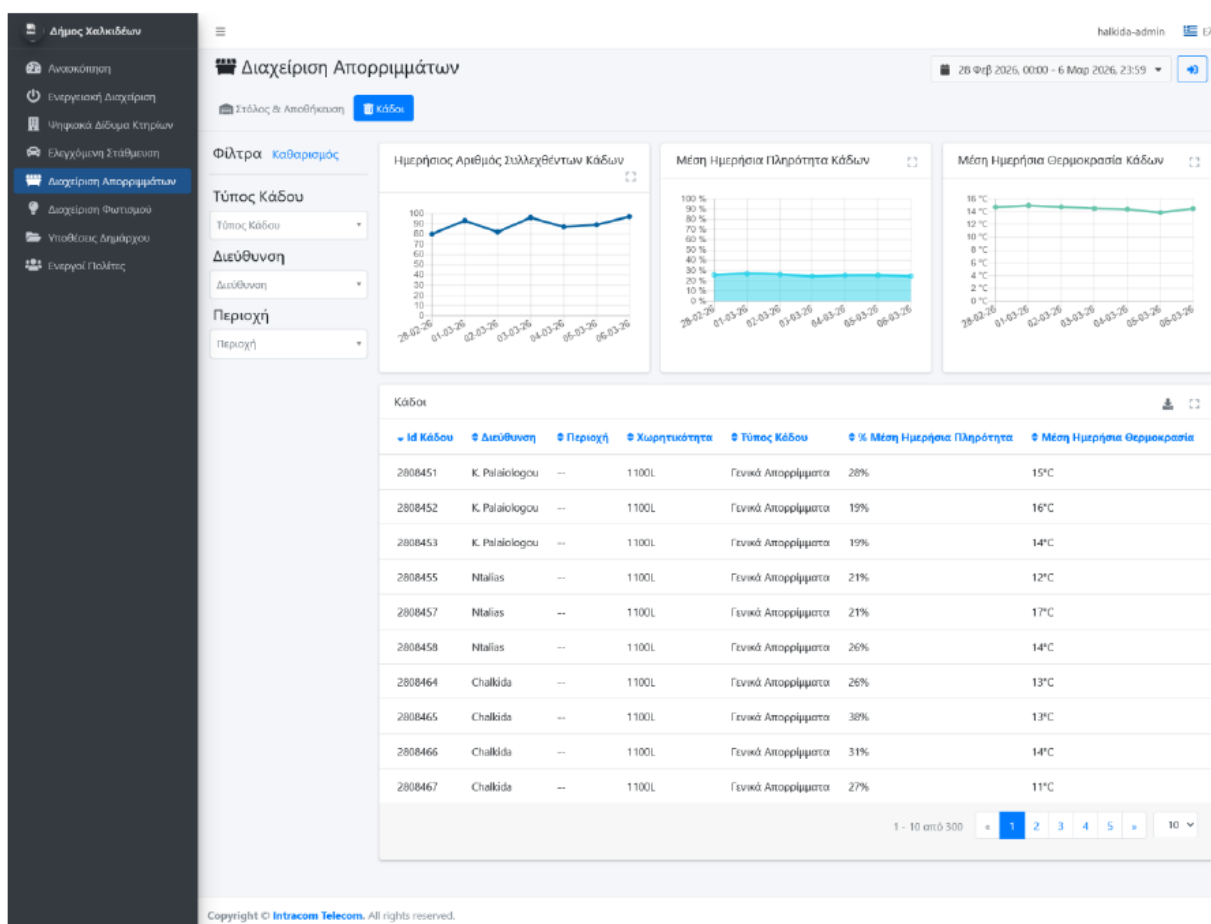 Δήμος Χαλκιδέων
halkida-admin
Ανασκόπηση
Ενεργειακή Διαχείριση
Ψηφιακά Δίδυμα Κτηρίων
Ελεγχόμενη Στάθμευση
Διαχείριση Απορριμμάτων
Διαχείριση Φωτισμού
Υποθέσεις Δημάρχου
Ενεργοί Πολίτες
Διαχείριση Απορριμμάτων
28 Φεβ 2026, 00:00 - 6 Μαρ 2026, 23:59
Στόλος & Αποθήκευση Κάδοι
Φίλτρα Καθαρισμός
Τύπος Κάδου
Τύπος Κάδου
Διεύθυνση
Διεύθυνση
Περιοχή
Περιοχή
Ημερήσιος Αριθμός Συλλεχθέντων Κάδων
100
90
80
70
60
50
40
30
20
10
0
28-02-26 01-03-26 02-03-26 03-03-26 04-03-26 05-03-26 06-03-26
Μέση Ημερήσια Πληρότητα Κάδων
100 %
90 %
80 %
70 %
60 %
50 %
40 %
30 %
20 %
10 %
0 %
28-02-26 01-03-26 02-03-26 03-03-26 04-03-26 05-03-26 06-03-26
Μέση Ημερήσια Θερμοκρασία Κάδων
16 °C
14 °C
12 °C
10 °C
8 °C
6 °C
4 °C
2 °C
0 °C
28-02-26 01-03-26 02-03-26 03-03-26 04-03-26 05-03-26 06-03-26
Κάδοι
Id Κάδου Διεύθυνση Περιοχή Χωρητικότητα Τύπος Κάδου % Μέση Ημερήσια Πληρότητα Μέση Ημερήσια Θερμοκρασία
2808451 K. Palaiologou -- 1100L Γενικά Απορρίμματα 28% 15°C
2808452 K. Palaiologou -- 1100L Γενικά Απορρίμματα 19% 16°C
2808453 K. Palaiologou -- 1100L Γενικά Απορρίμματα 19% 14°C
2808455 Ntalias -- 1100L Γενικά Απορρίμματα 21% 12°C
2808457 Ntalias -- 1100L Γενικά Απορρίμματα 21% 17°C
2808458 Ntalias -- 1100L Γενικά Απορρίμματα 26% 14°C
2808464 Chalkida -- 1100L Γενικά Απορρίμματα 26% 13°C
2808465 Chalkida -- 1100L Γενικά Απορρίμματα 38% 13°C
2808466 Chalkida -- 1100L Γενικά Απορρίμματα 31% 14°C
2808467 Chalkida -- 1100L Γενικά Απορρίμματα 27% 11°C
1 - 10 από 300 « 1 2 3 4 5 » 10
Copyright © Intracom Telecom. All rights reserved.